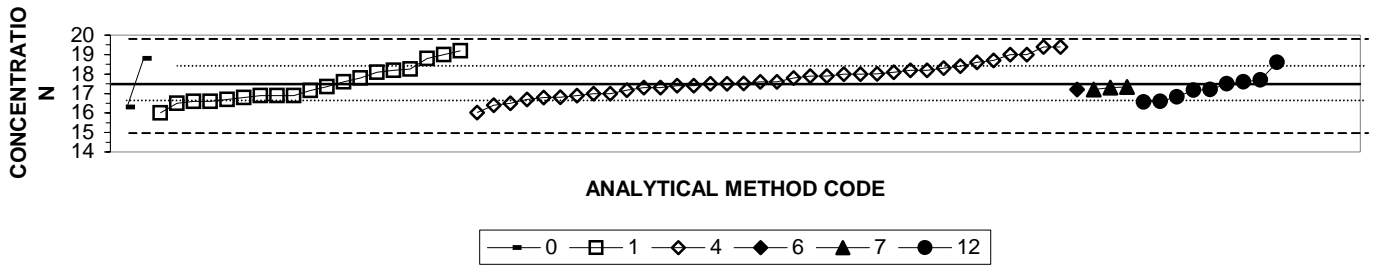 CONCENTRATIO
N
20
19
18
17
16
15
14
ANALYTICAL METHOD CODE
0 1 4 6 7 12